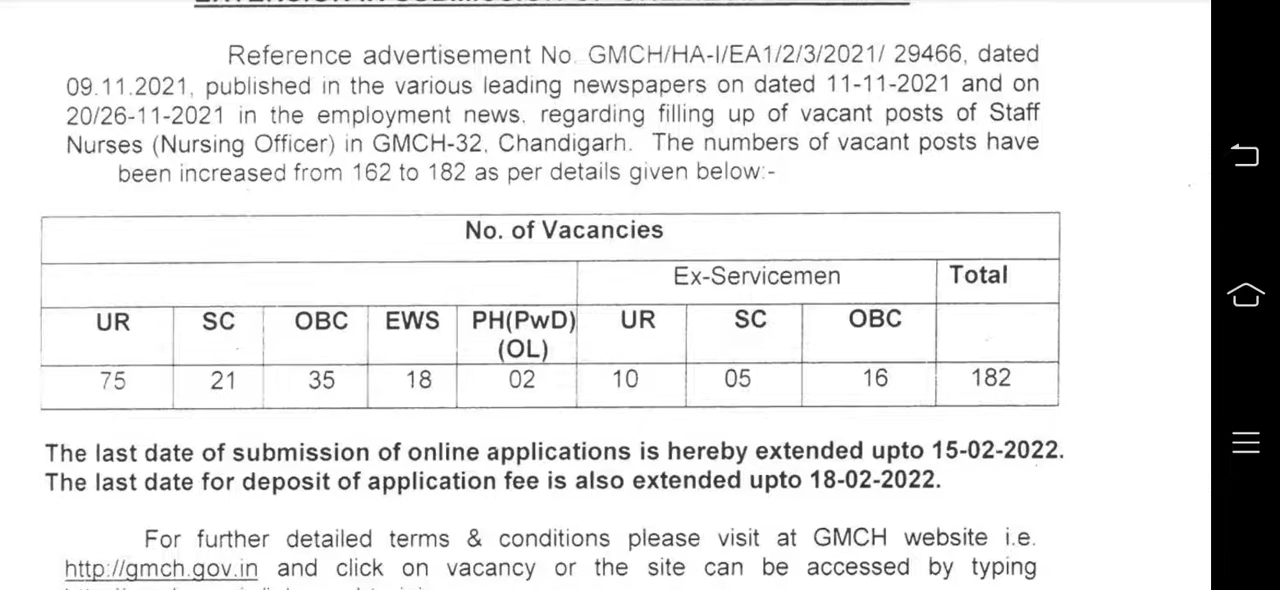 Reference advertisement No. GMCH/HA-I/EA1/2/3/2021/ 29466, dated
09.11.2021, published in the various leading newspapers on dated 11-11-2021 and on
20/26-11-2021 in the employment news, regarding filling up of vacant posts of Staff
Nurses (Nursing Officer) in GMCH-32, Chandigarh. The numbers of vacant posts have
been increased from 162 to 182 as per details given below:-
No. of Vacancies
Ex-Servicemen Total
UR SC OBC EWS PH(PwD) UR SC OBC
(OL)
75 21 35 18 02 10 05 16 182
The last date of submission of online applications is hereby extended upto 15-02-2022.
The last date for deposit of application fee is also extended upto 18-02-2022.
For further detailed terms & conditions please visit at GMCH website i.e.
http://gmch.gov.in and click on vacancy or the site can be accessed by typing